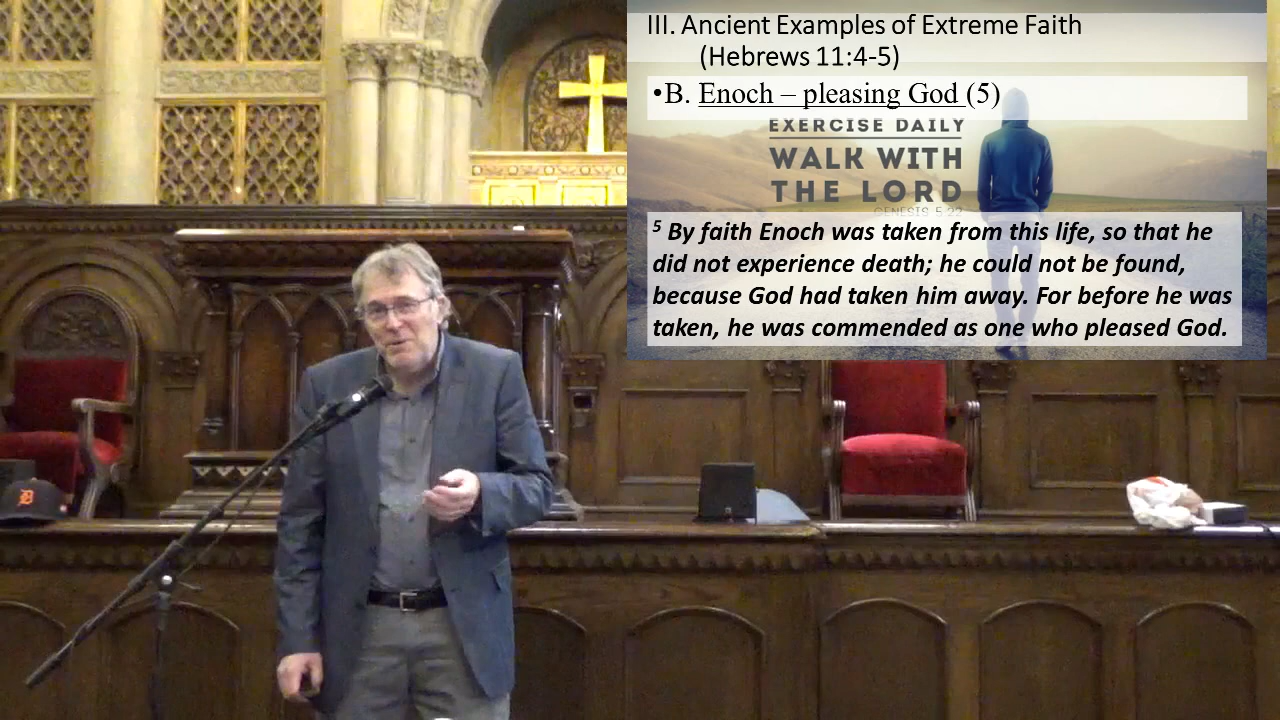 III. Ancient Examples of Extreme Faith
(Hebrews 11:4-5)
•B. Enoch – pleasing God (5)
EXERCISE DAILY
WALK WITH
THE LORD
GENESIS 5:22
5 By faith Enoch was taken from this life, so that he
did not experience death; he could not be found,
because God had taken him away. For before he was
taken, he was commended as one who pleased God.
D